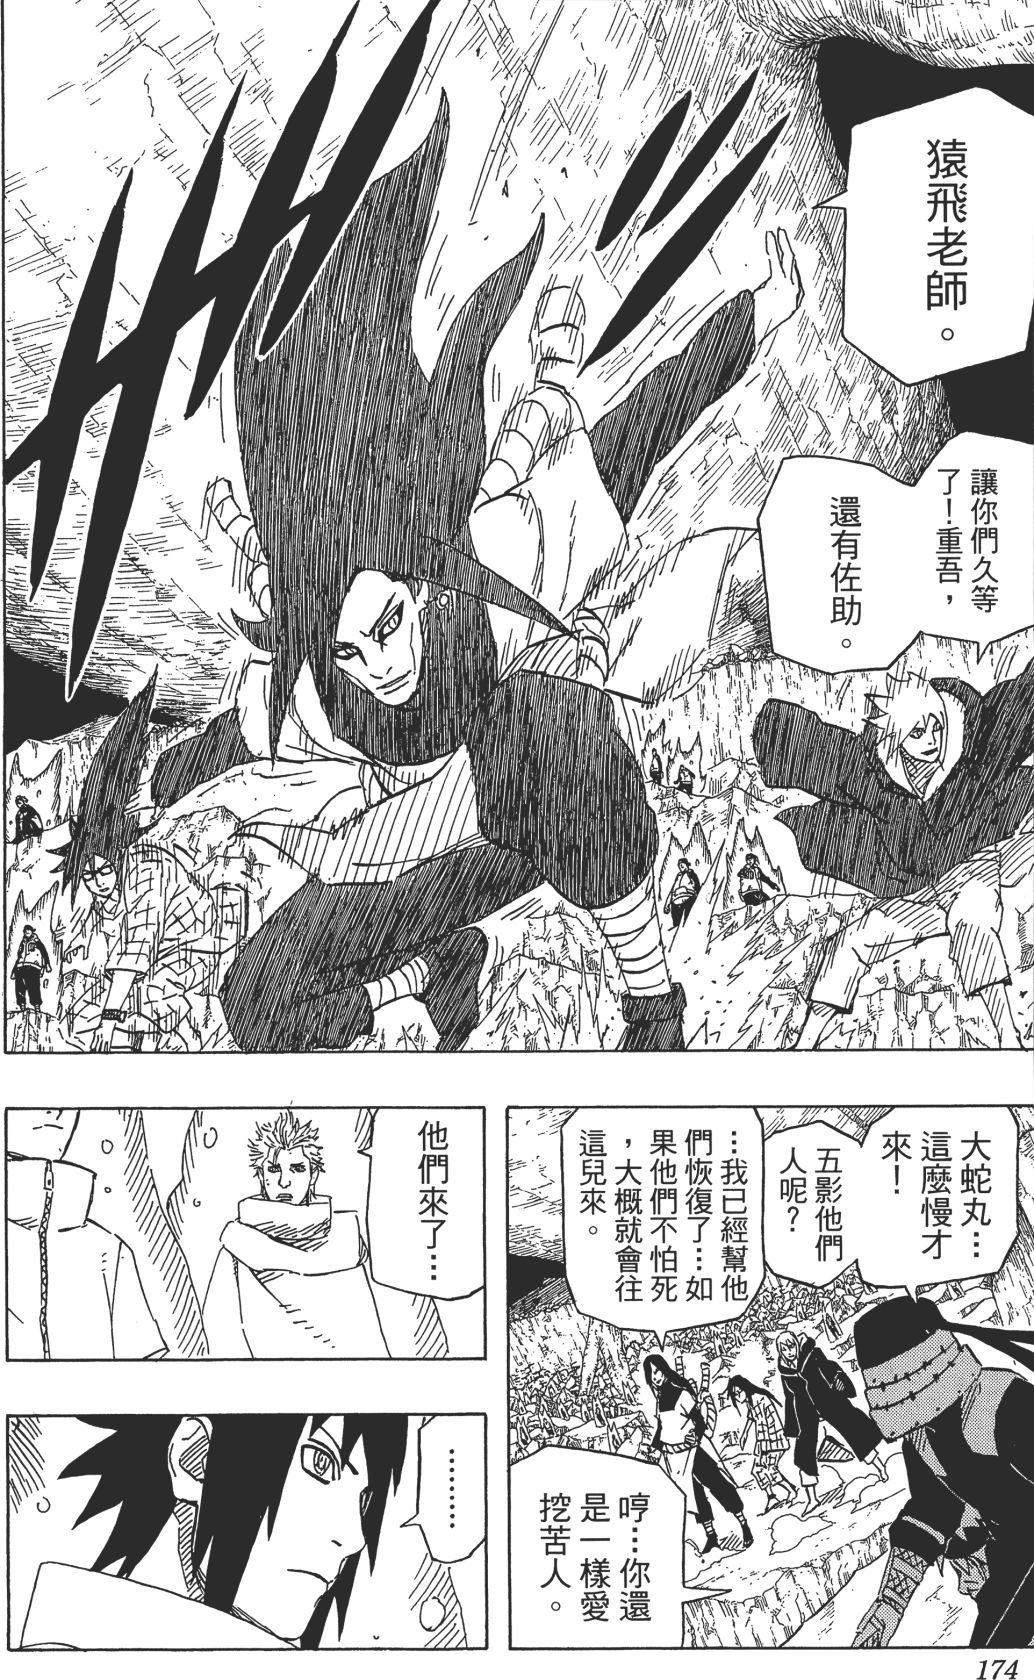 猿飛老師。
讓你們久等
了！重吾，
還有佐助。
大蛇丸…
這麼慢才
來！
五影他們
人呢？
…我已經幫他
們恢復了…如
果他們不怕死
，大概就會往
這兒來。
哼…你還
是一樣愛
挖苦人。
他們來了…
………
174